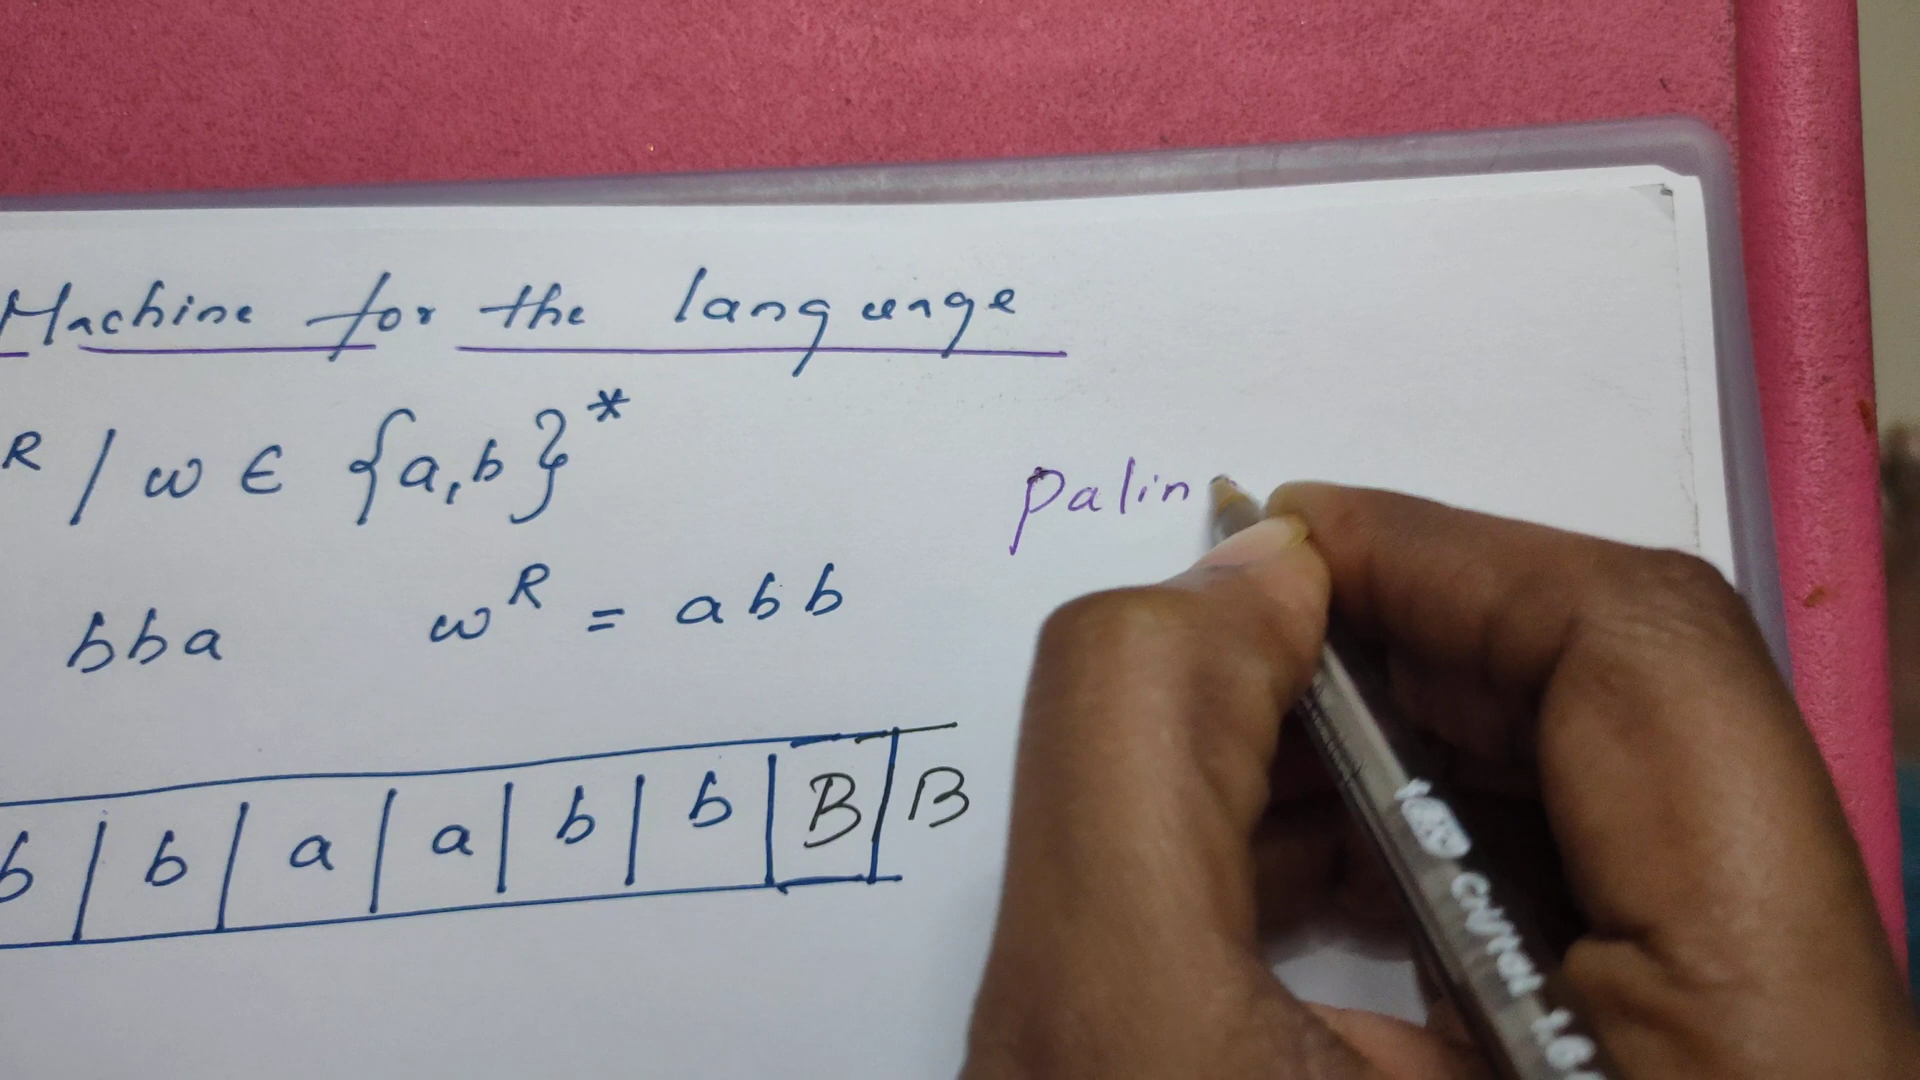 Machine for the language
R / w ∈ {a,b}*
Palin
bba w^R = abb
b | b | a | a | b | b | B | B